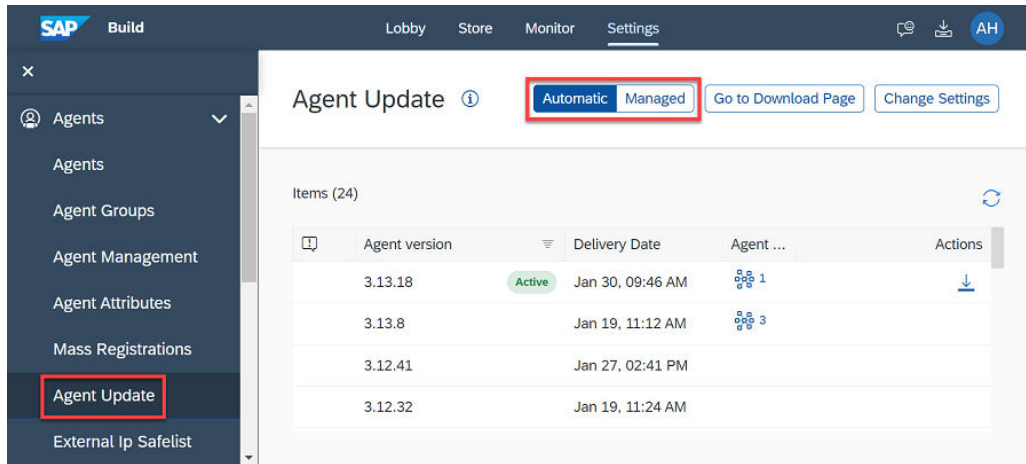 SAP Build Lobby Store Monitor Settings AH
Agents
Agents
Agent Groups
Agent Management
Agent Attributes
Mass Registrations
Agent Update
External Ip Safelist
Agent Update Automatic Managed Go to Download Page Change Settings
Items (24)
Agent version Delivery Date Agent ... Actions
3.13.18 Active Jan 30, 09:46 AM 1
3.13.8 Jan 19, 11:12 AM 3
3.12.41 Jan 27, 02:41 PM
3.12.32 Jan 19, 11:24 AM